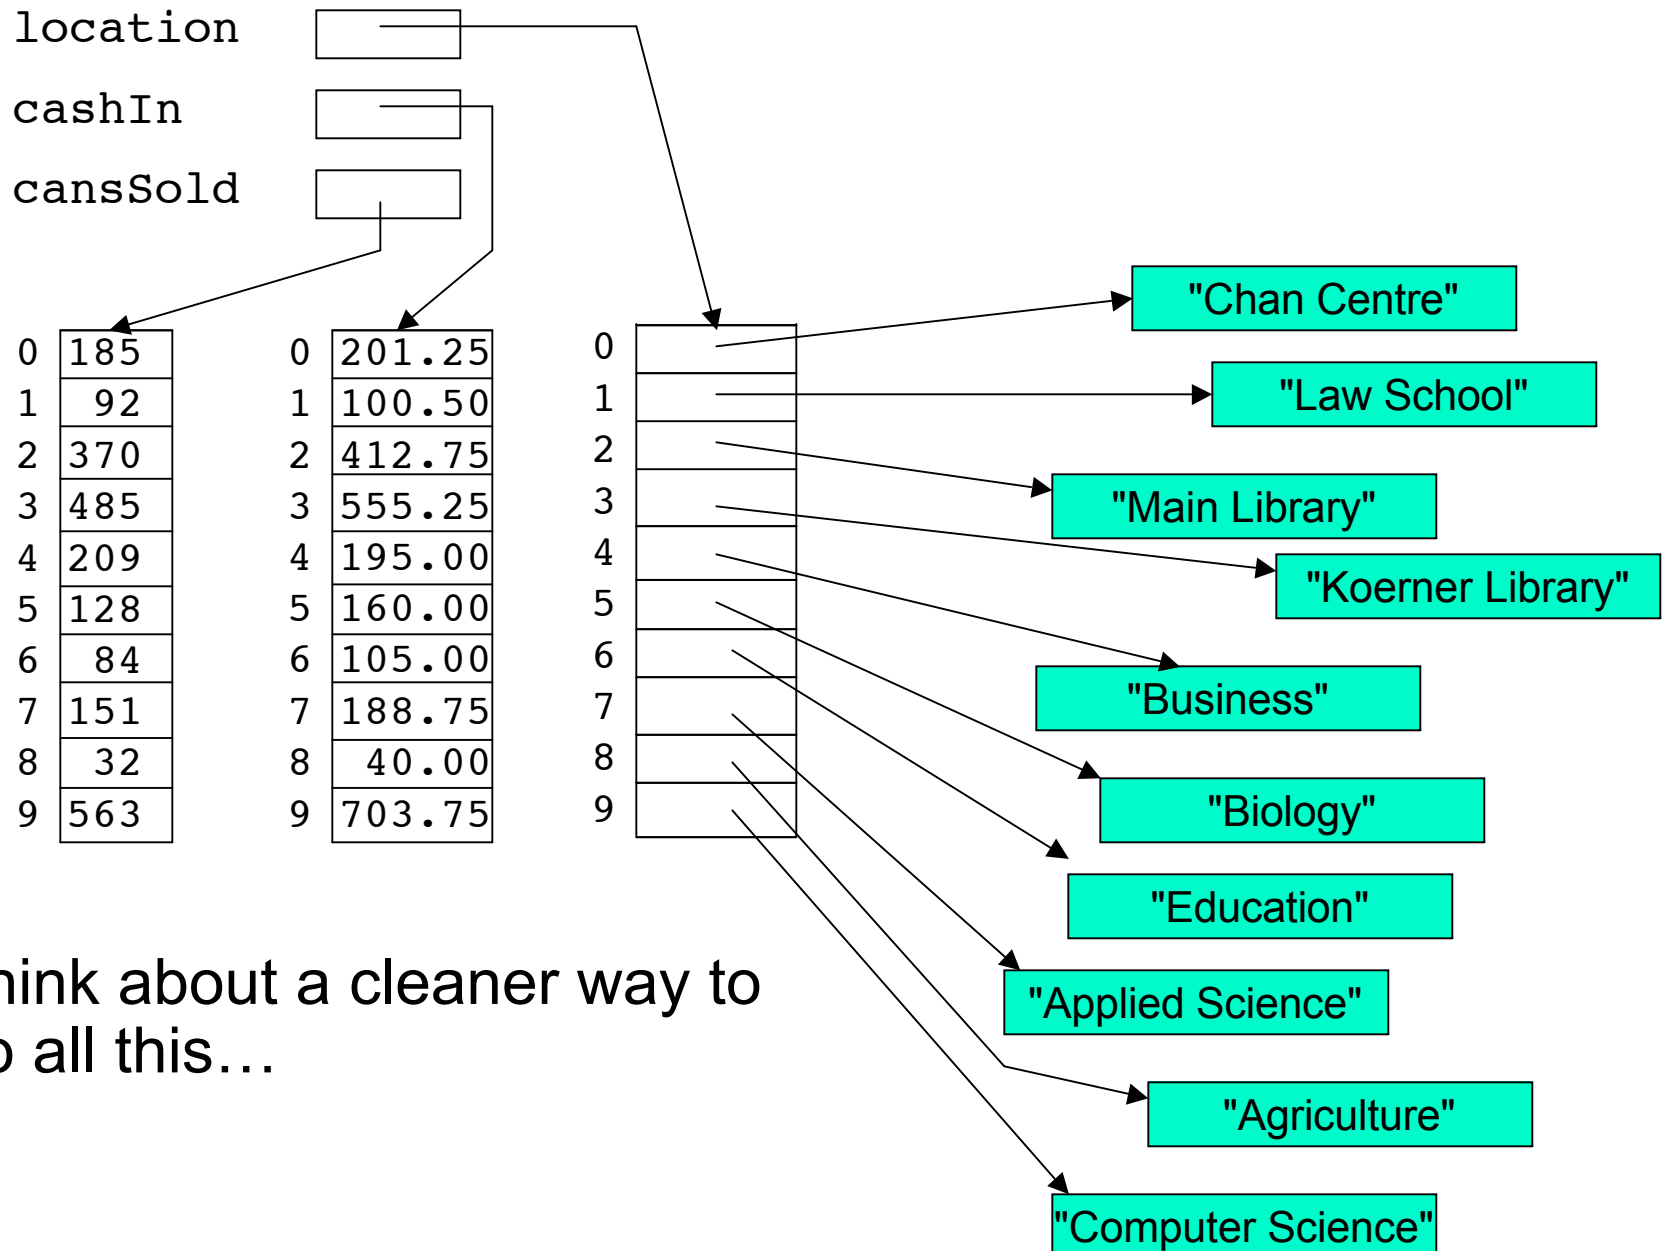 location
cashIn
cansSold
0 185
1 92
2 370
3 485
4 209
5 128
6 84
7 151
8 32
9 563
0 201.25
1 100.50
2 412.75
3 555.25
4 195.00
5 160.00
6 105.00
7 188.75
8 40.00
9 703.75
0
1
2
3
4
5
6
7
8
9
"Chan Centre"
"Law School"
"Main Library"
"Koerner Library"
"Business"
"Biology"
"Education"
"Applied Science"
"Agriculture"
"Computer Science"
hink about a cleaner way to
o all this…